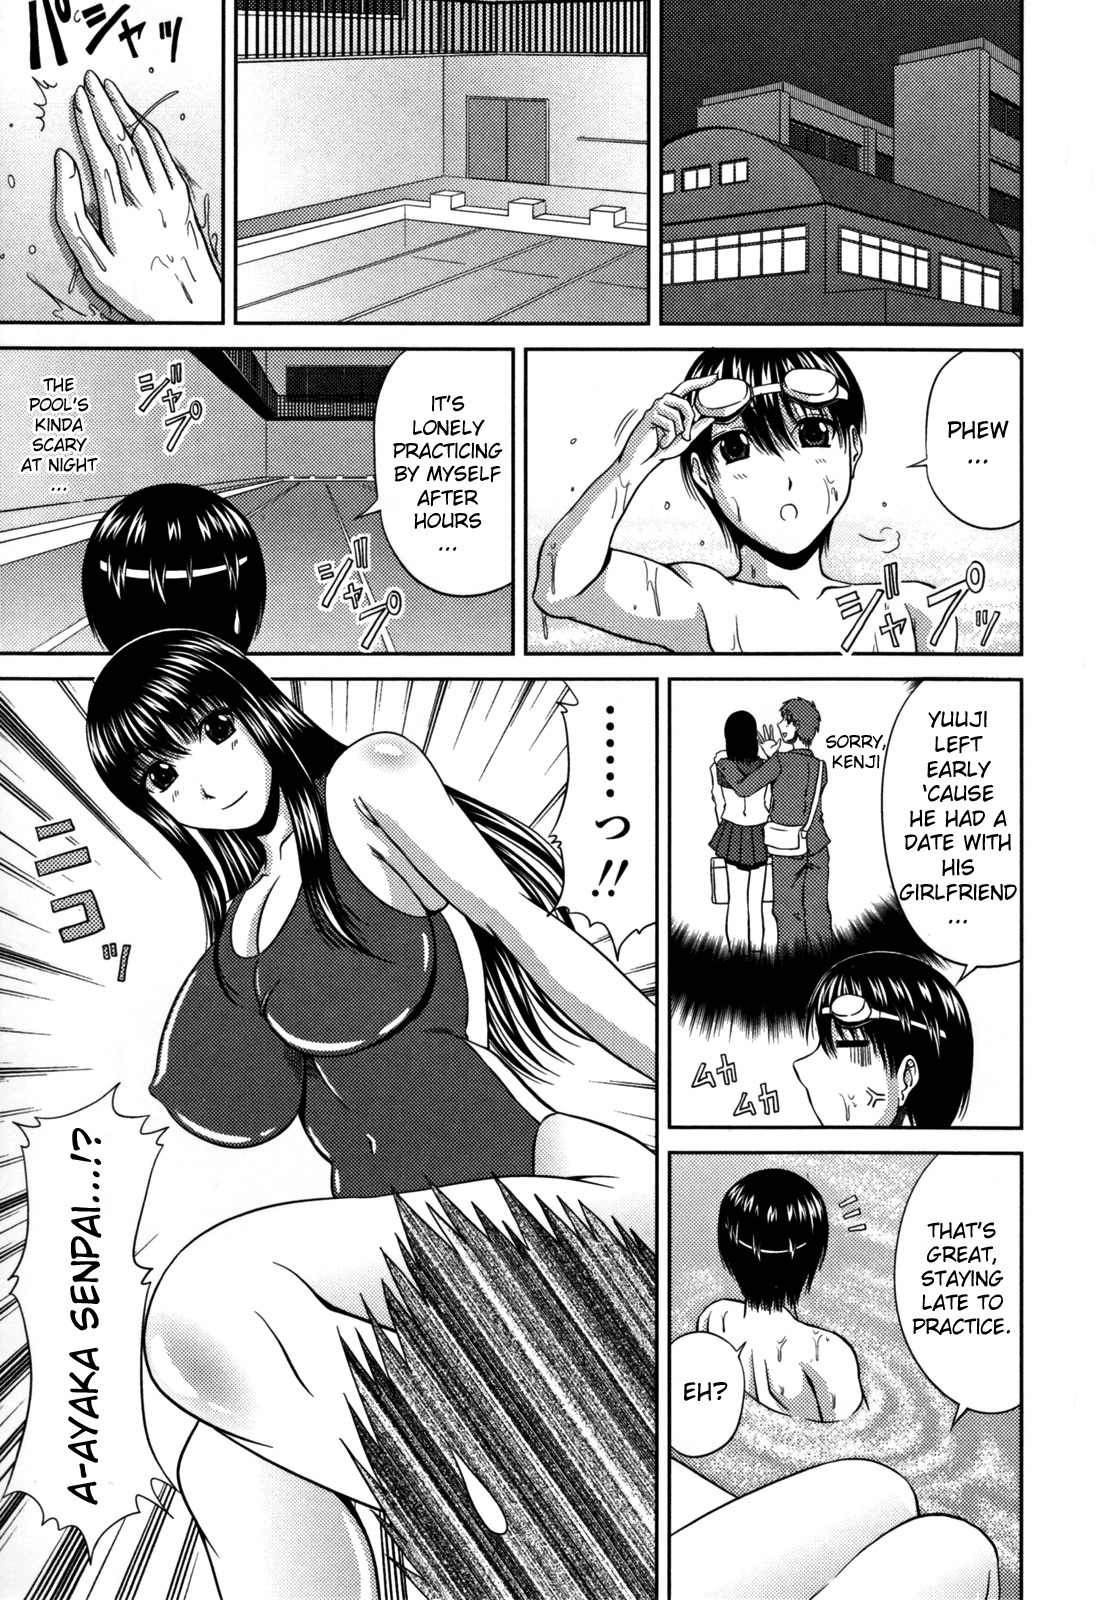 パシャッ
PHEW
...
ジャプッ
IT'S
LONELY
PRACTICING
BY MYSELF
AFTER
HOURS
...
ジャプ
ジャプ
THE
POOL'S
KINDA
SCARY
AT NIGHT
...
YUUJI
LEFT
EARLY
'CAUSE
HE HAD A
DATE WITH
HIS
GIRLFRIEND
...
SORRY,
KENJI
ムカ
ムカ
THAT'S
GREAT,
STAYING
LATE TO
PRACTICE.
EH?
........っ!!
ニコッ
A-AYAKA SENPAI...!?